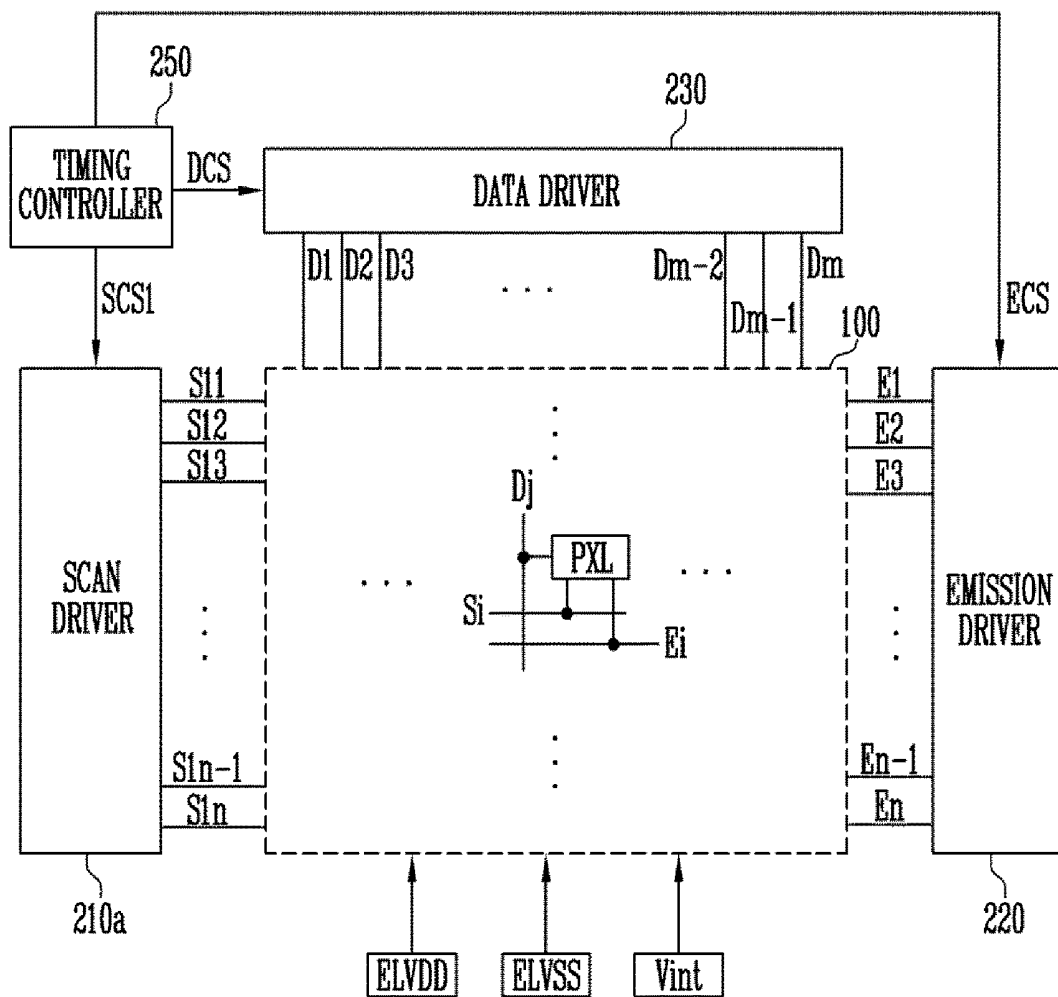 250
230
TIMING
CONTROLLER
DCS
DATA DRIVER
SCS1
D1 D2 D3 Dm-2 Dm
Dm-1
ECS
100
S11
S12
S13
E1
E2
E3
Dj
PXL
Si
Ei
SCAN
DRIVER
EMISSION
DRIVER
S1n-1
S1n
En-1
En
210a
220
ELVDD ELVSS Vint